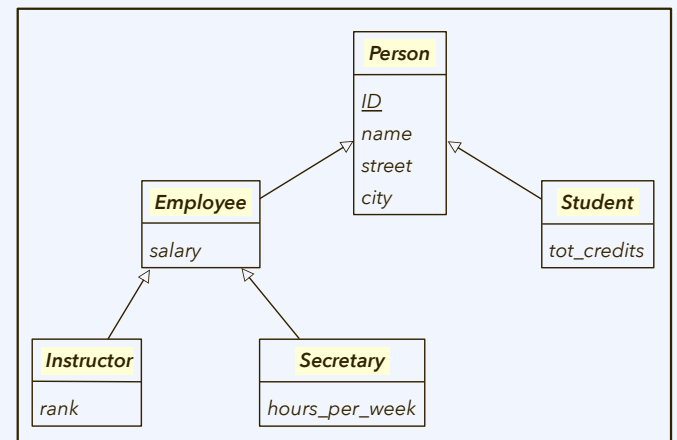 Person
ID
name
street
city
Employee
salary
Student
tot_credits
Instructor
rank
Secretary
hours_per_week